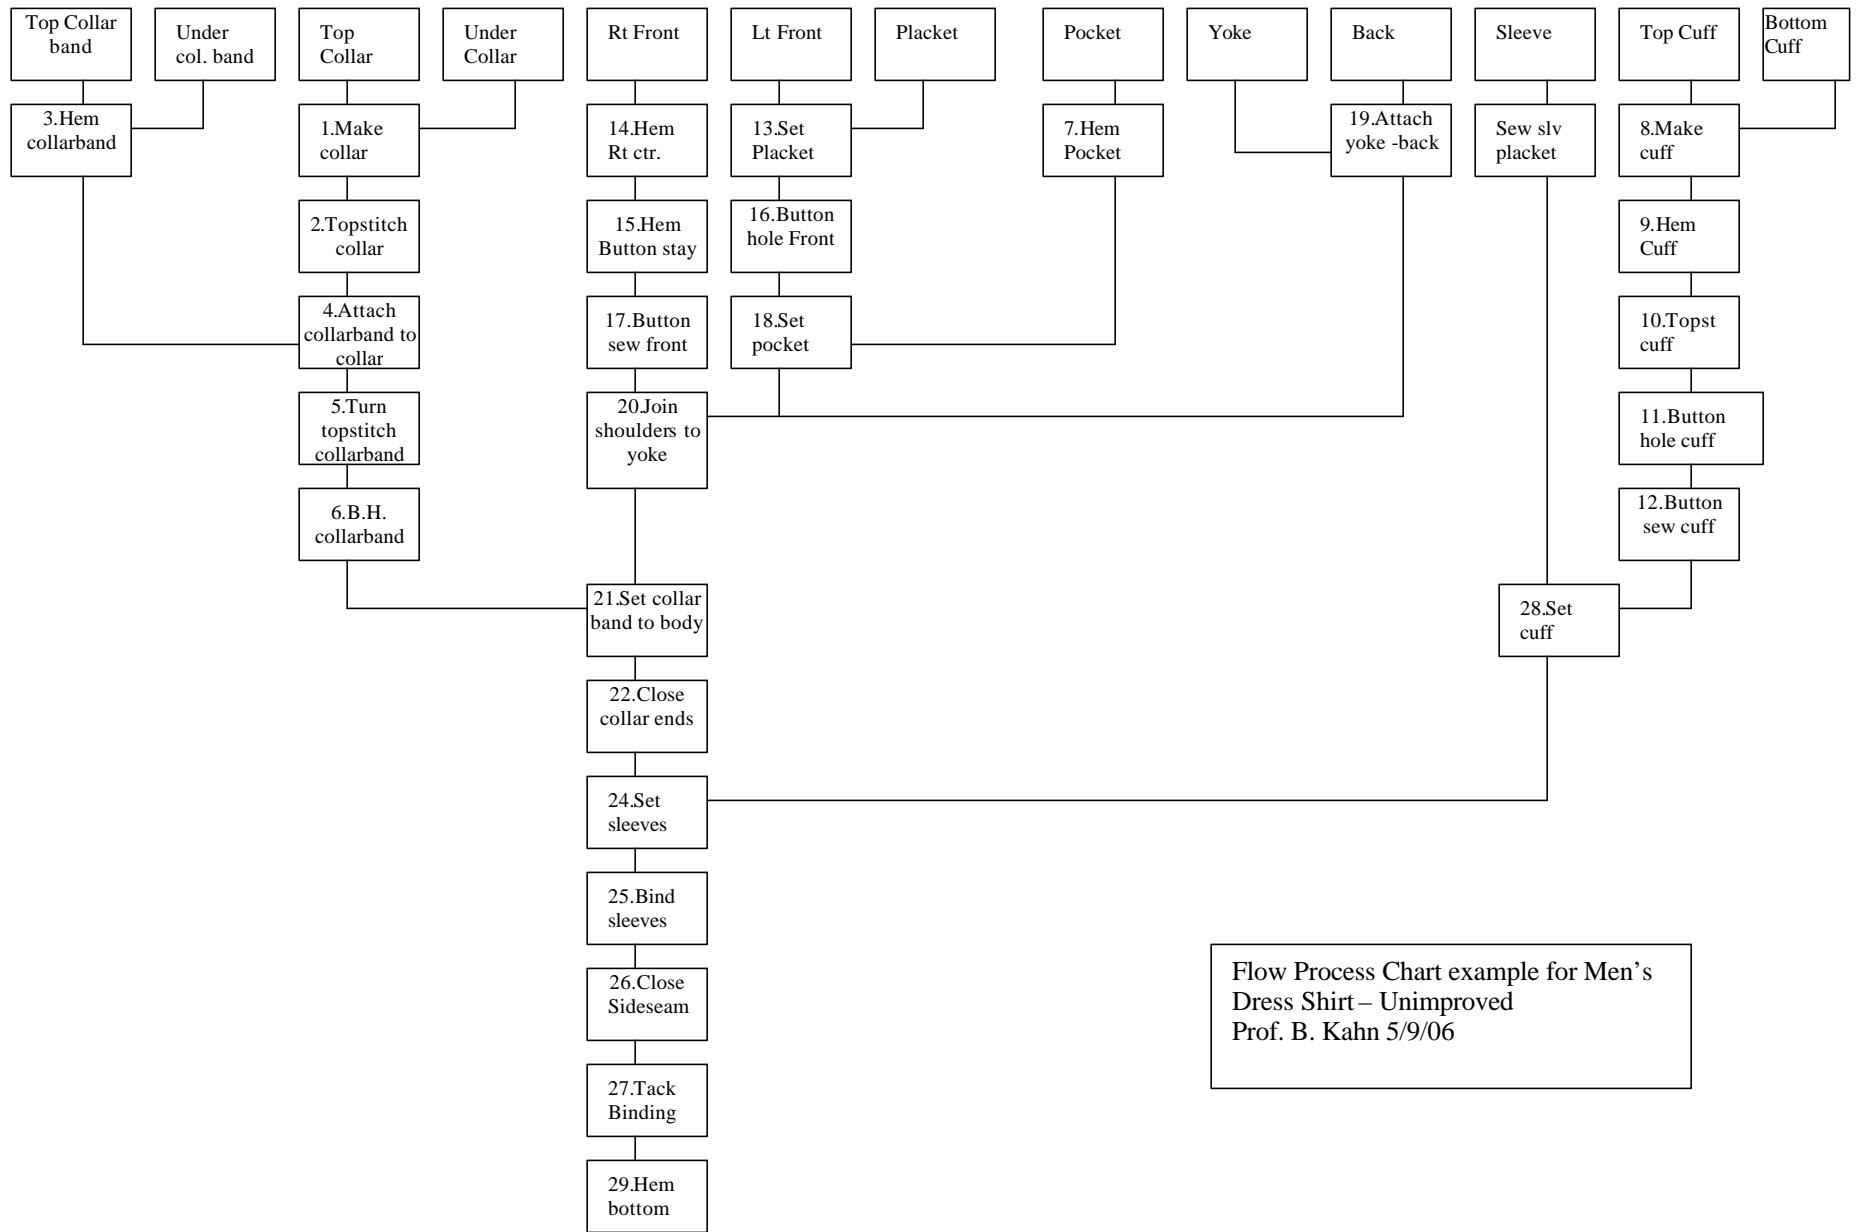 Top Collar
band
Under
col. band
Top
Collar
Under
Collar
Rt Front
Lt Front
Placket
Pocket
Yoke
Back
Sleeve
Top Cuff
Bottom
Cuff
3.Hem
collarband
1.Make
collar
14.Hem
Rt ctr.
13.Set
Placket
7.Hem
Pocket
19.Attach
yoke -back
Sew slv
placket
8.Make
cuff
2.Topstitch
collar
15.Hem
Button stay
16.Button
hole Front
9.Hem
Cuff
4.Attach
collarband to
collar
17.Button
sew front
18.Set
pocket
10.Topst
cuff
5.Turn
topstitch
collarband
20.Join
shoulders to
yoke
11.Button
hole cuff
6.B.H.
collarband
12.Button
sew cuff
21.Set collar
band to body
28.Set
cuff
22.Close
collar ends
24.Set
sleeves
25.Bind
sleeves
26.Close
Sideseam
27.Tack
Binding
29.Hem
bottom
Flow Process Chart example for Men’s
Dress Shirt – Unimproved
Prof. B. Kahn 5/9/06